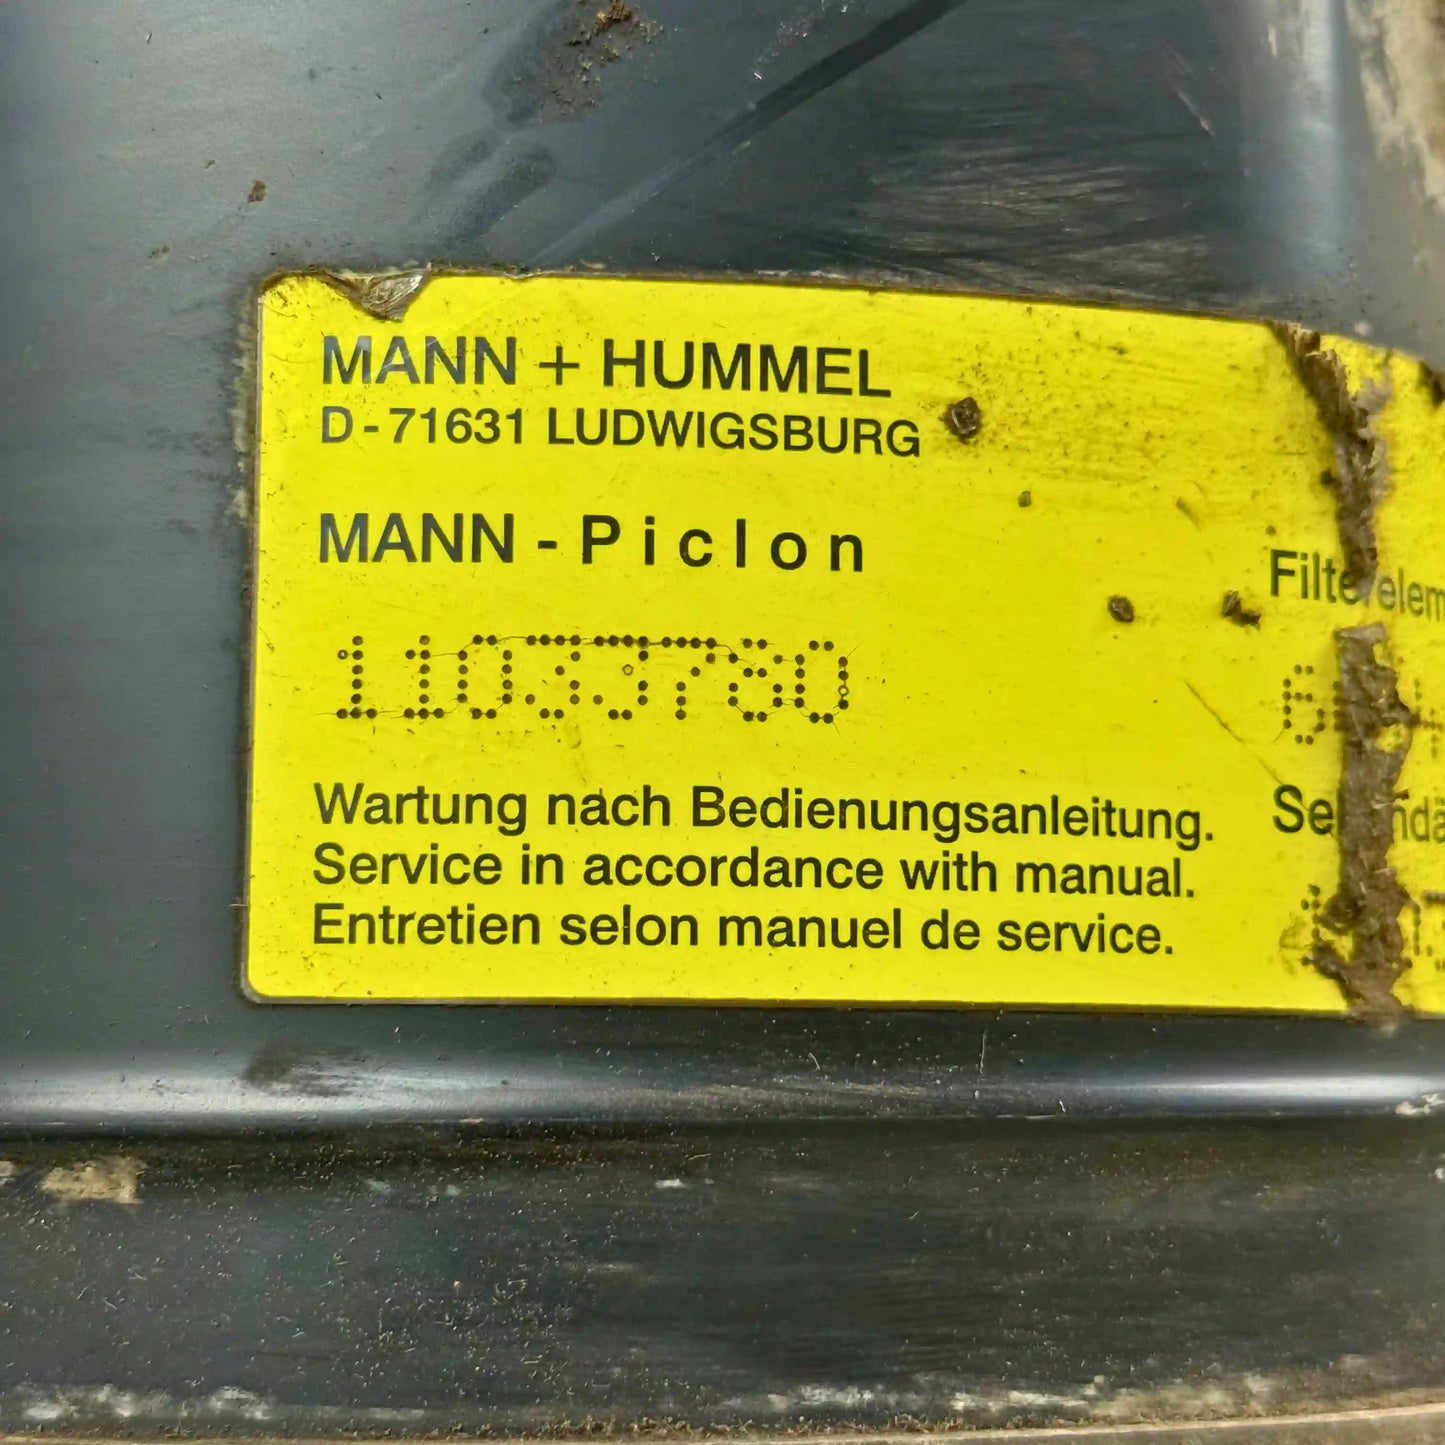 MANN + HUMMEL
D-71631 LUDWIGSBURG
MANN - Piclon
11033780
Wartung nach Bedienungsanleitung.
Service in accordance with manual.
Entretien selon manuel de service.